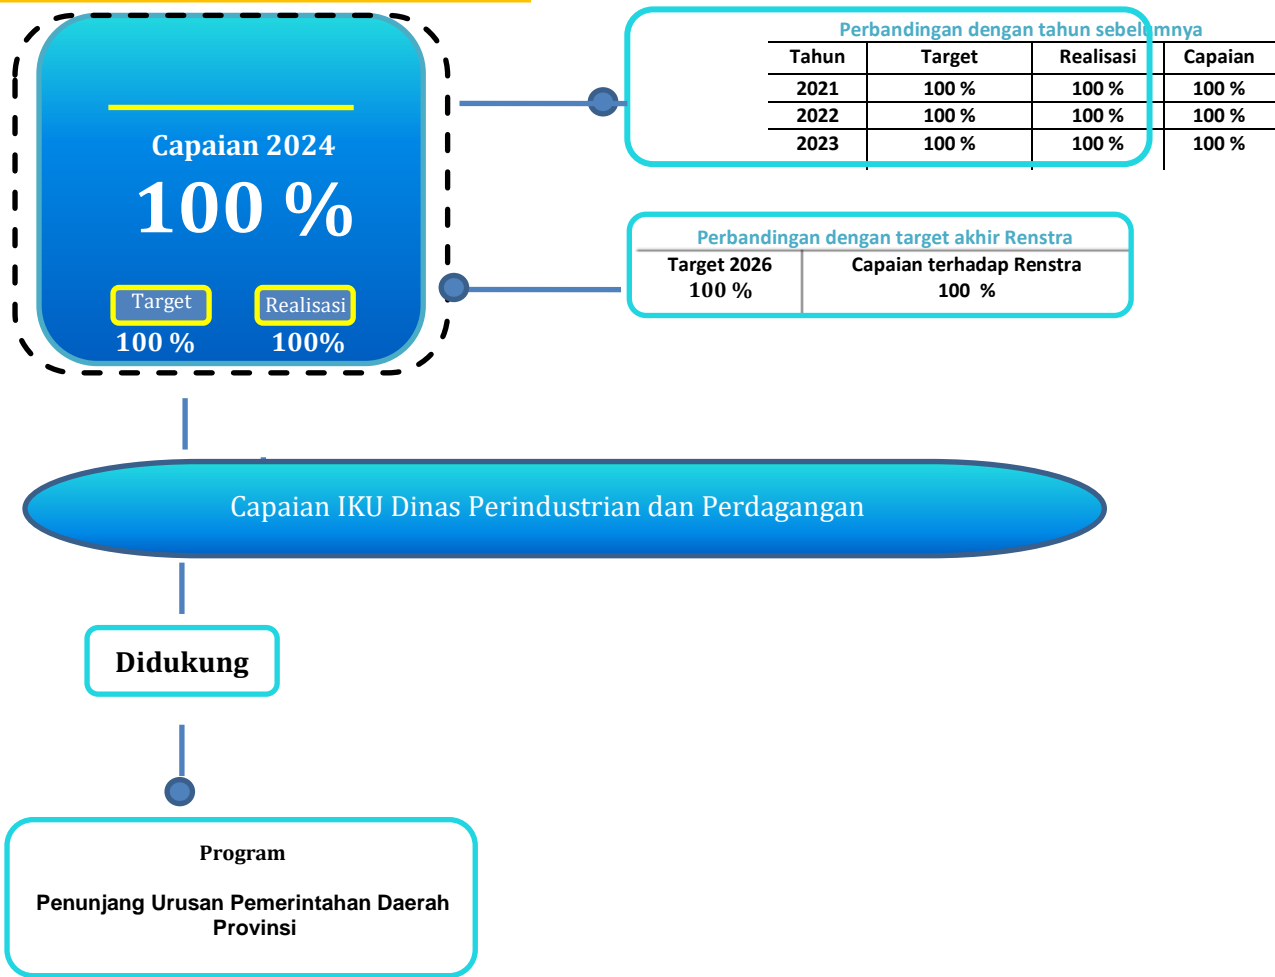 Capaian 2024
100 %
Target Realisasi
100 % 100%
Perbandingan dengan tahun sebelumnya
Tahun Target Realisasi Capaian
2021 100 % 100 % 100 %
2022 100 % 100 % 100 %
2023 100 % 100 % 100 %
Perbandingan dengan target akhir Renstra
Target 2026 Capaian terhadap Renstra
100 % 100 %
Capaian IKU Dinas Perindustrian dan Perdagangan
Didukung
Program
Penunjang Urusan Pemerintahan Daerah
Provinsi